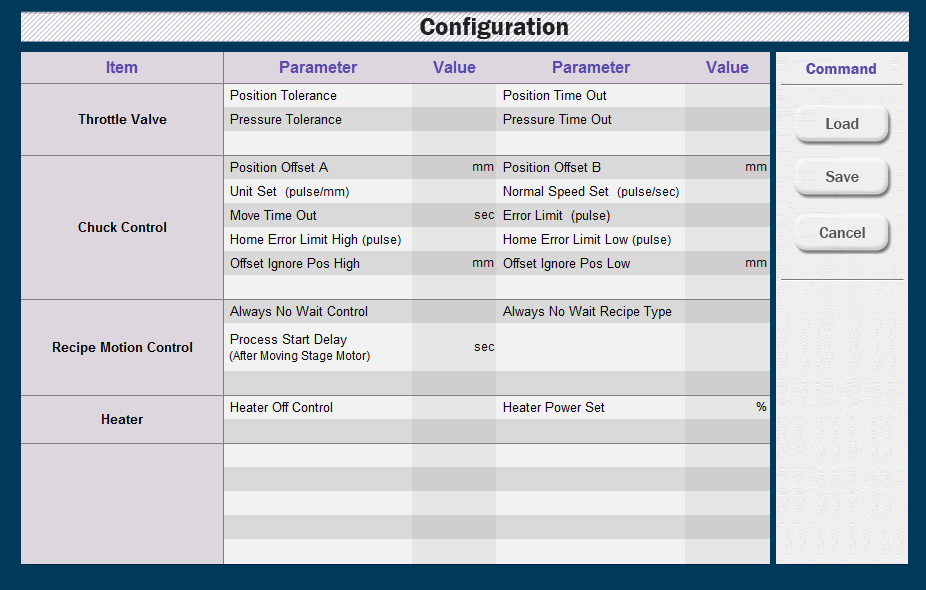 Configuration
Item Parameter Value Parameter Value
Throttle Valve
Position Tolerance Position Time Out
Pressure Tolerance Pressure Time Out
Chuck Control
Position Offset A mm Position Offset B mm
Unit Set (pulse/mm) Normal Speed Set (pulse/sec)
Move Time Out sec Error Limit (pulse)
Home Error Limit High (pulse) Home Error Limit Low (pulse)
Offset Ignore Pos High mm Offset Ignore Pos Low mm
Recipe Motion Control
Always No Wait Control Always No Wait Recipe Type
Process Start Delay
(After Moving Stage Motor) sec
Heater
Heater Off Control Heater Power Set %
Command
Load
Save
Cancel